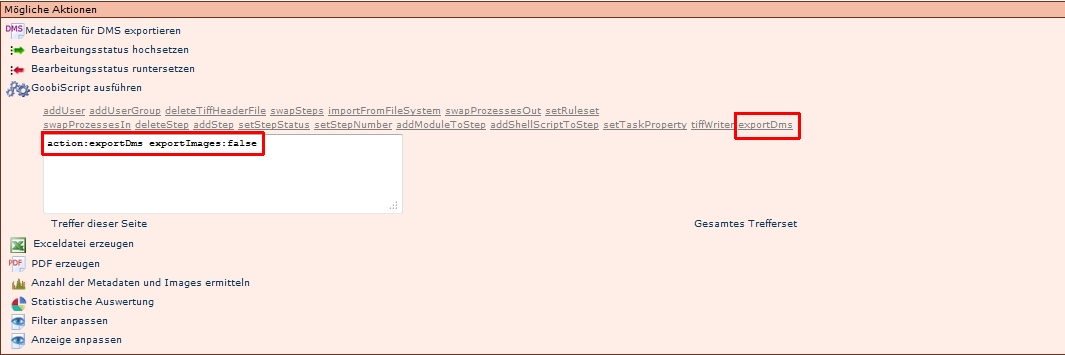 Mögliche Aktionen
DMS Metadaten für DMS exportieren
Bearbeitungsstatus hochsetzen
Bearbeitungsstatus runtersetzen
GoobiScript ausführen
addUser addUserGroup deleteTiffHeaderFile swapSteps importFromFileSystem swapProzessesOut setRuleset
swapProzessesIn deleteStep addStep setStepStatus setStepNumber addModuleToStep addShellScriptToStep setTaskProperty tiffWriter exportDms
action:exportDms exportImages:false
Treffer dieser Seite Gesamtes Trefferset
Exceldatei erzeugen
PDF PDF erzeugen
Anzahl der Metadaten und Images ermitteln
Statistische Auswertung
Filter anpassen
Anzeige anpassen